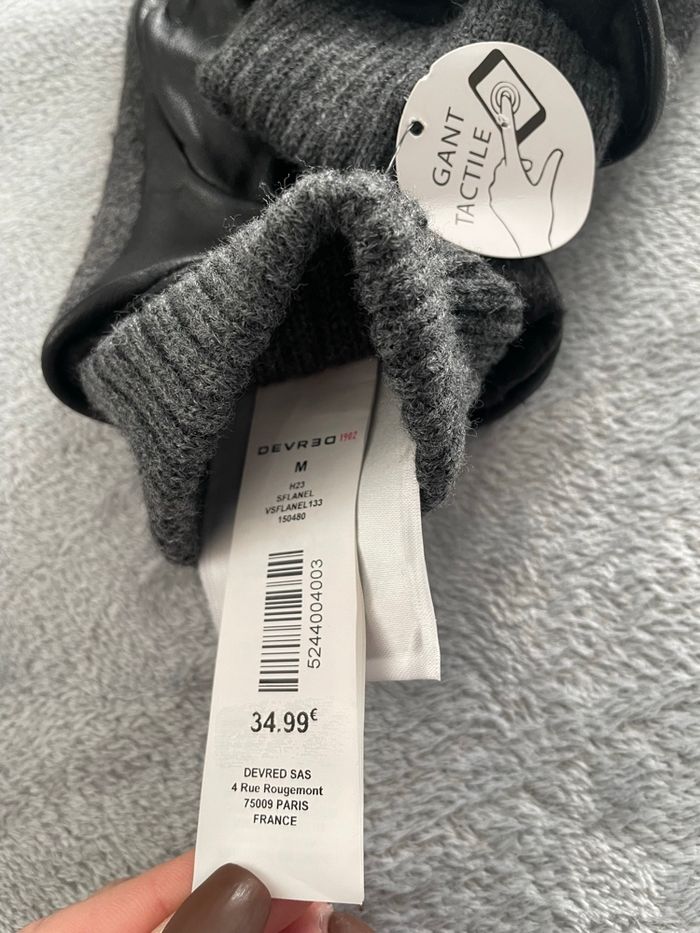 GANT
TACTILE
DEVRED 1902
M
H23
SFLANEL
VSFLANEL133
150480
5244004003
34.99€
DEVRED SAS
4 Rue Rougemont
75009 PARIS
FRANCE